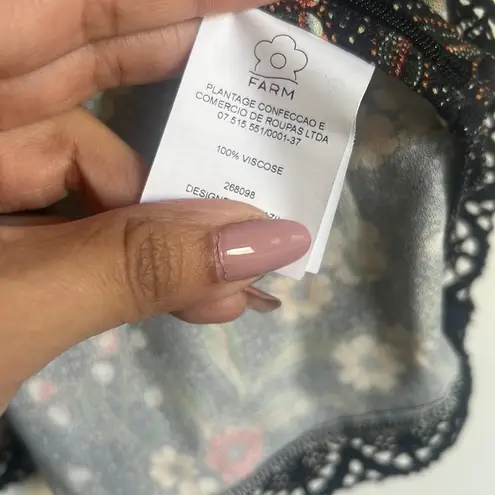 FARM
PLANTAGE CONFECCAO E
COMERCIO DE ROUPAS LTDA
07.515.551/0001-37
100% VISCOSE
268098